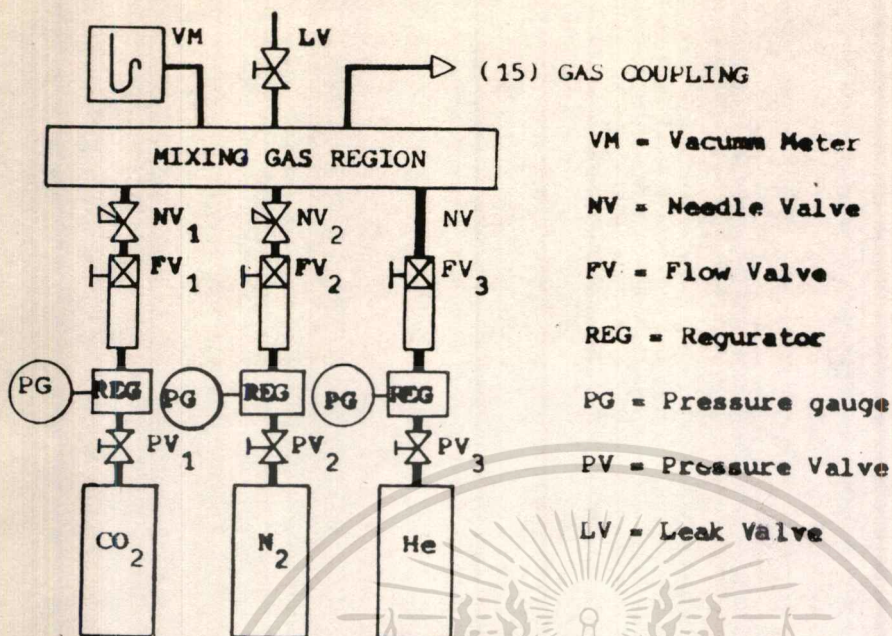 VM LV
(15) GAS COUPLING
MIXING GAS REGION
NV₁ NV₂ NV
FV₁ FV₂ FV₃
PG REG PG REG PG REG
PV₁ PV₂ PV₃
CO₂ N₂ He
VM = Vacumm Meter
NV = Needle Valve
FV = Flow Valve
REG = Regurator
PG = Pressure gauge
PV = Pressure Valve
LV = Leak Valve